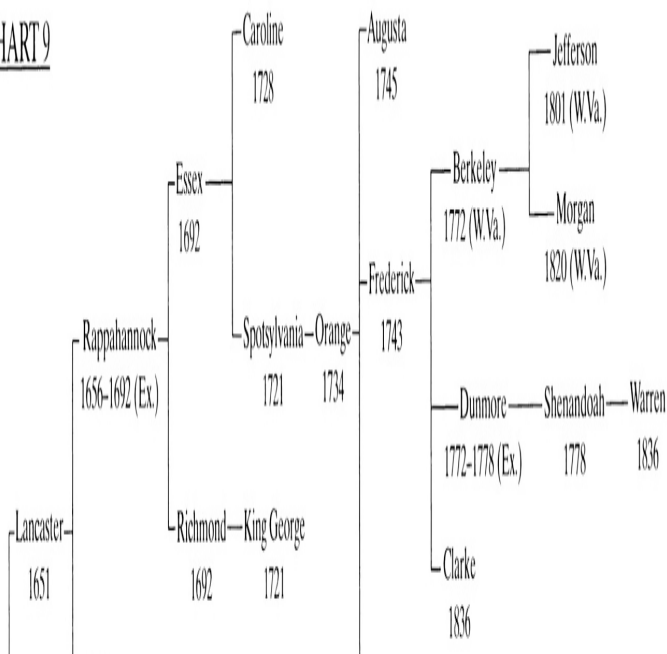 HART 9
Caroline
1728
Augusta
1745
Jefferson
1801 (W.Va.)
Essex
1692
Berkeley
1772 (W.Va.)
Morgan
1820 (W.Va.)
Frederick
1743
Rappahannock
1656–1692 (Ex.)
Spotsylvania
1721
Orange
1734
Dunmore
1772–1778 (Ex.)
Shenandoah
1778
Warren
1836
Lancaster
1651
Richmond
1692
King George
1721
Clarke
1836